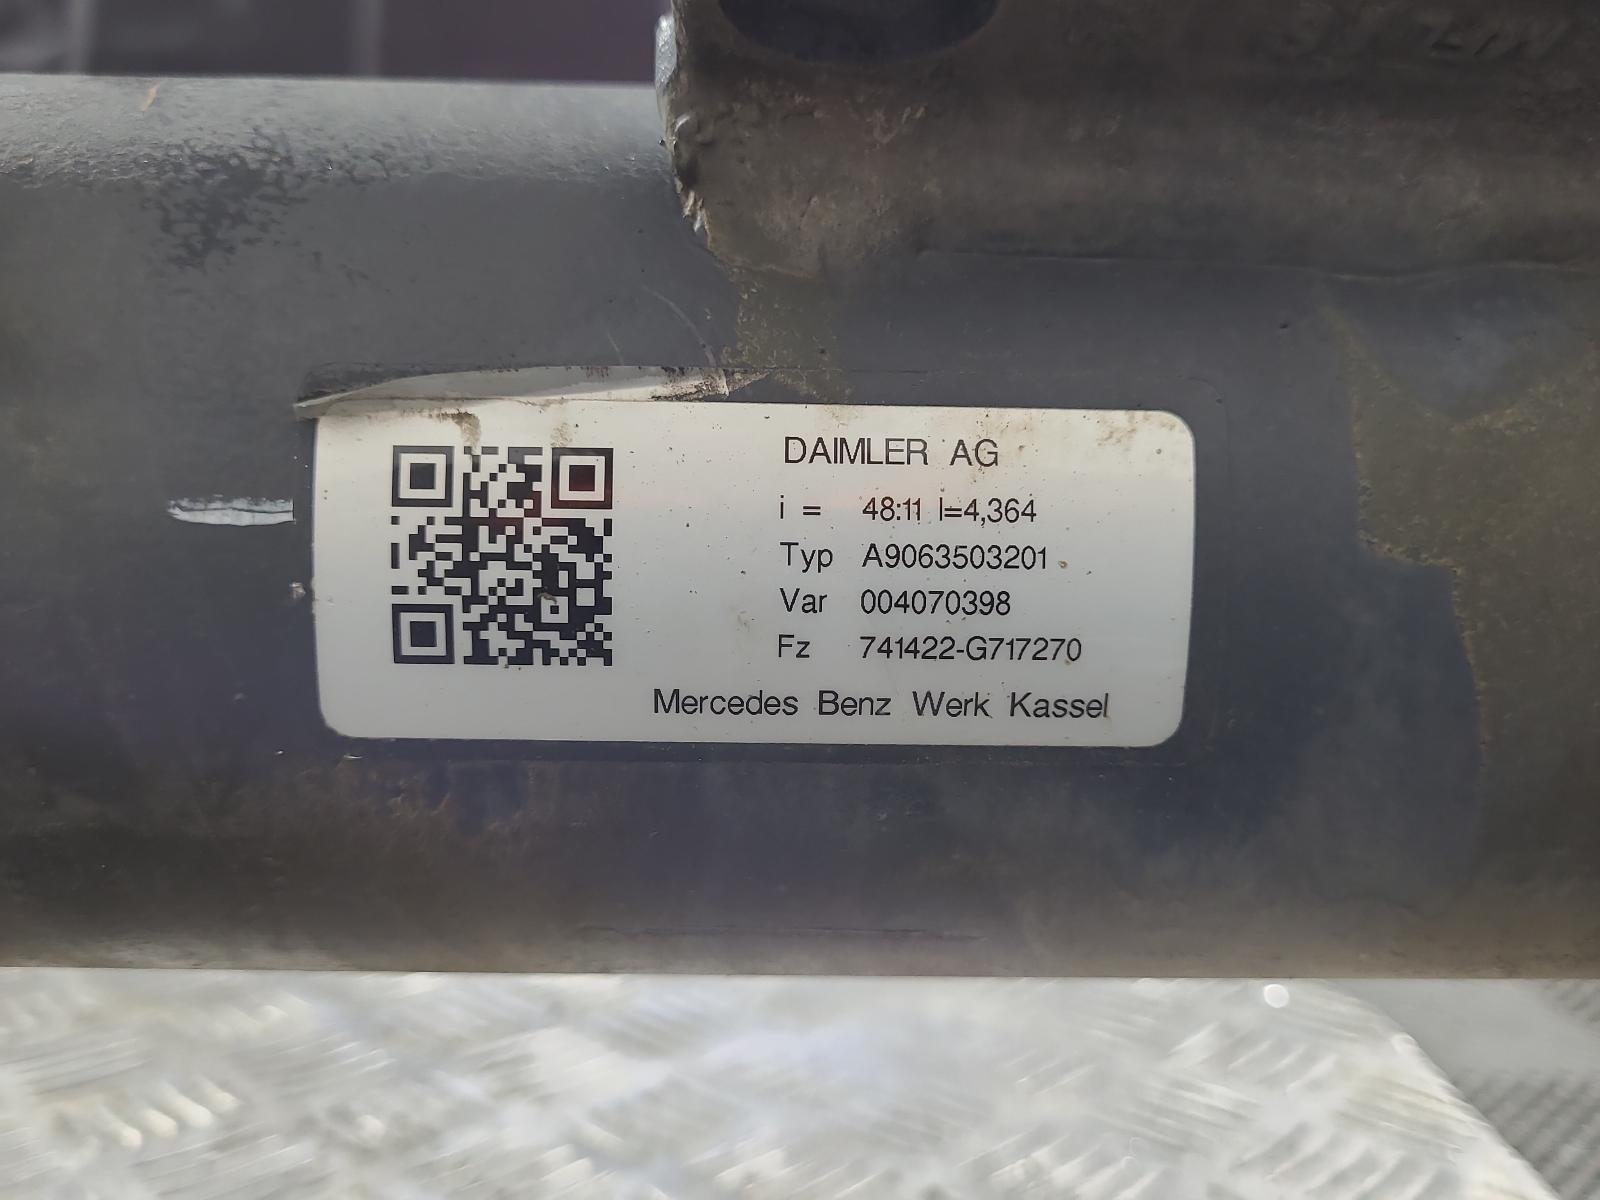 DAIMLER AG
i = 48:11 I=4,364
Typ A9063503201
Var 004070398
Fz 741422-G717270
Mercedes Benz Werk Kassel